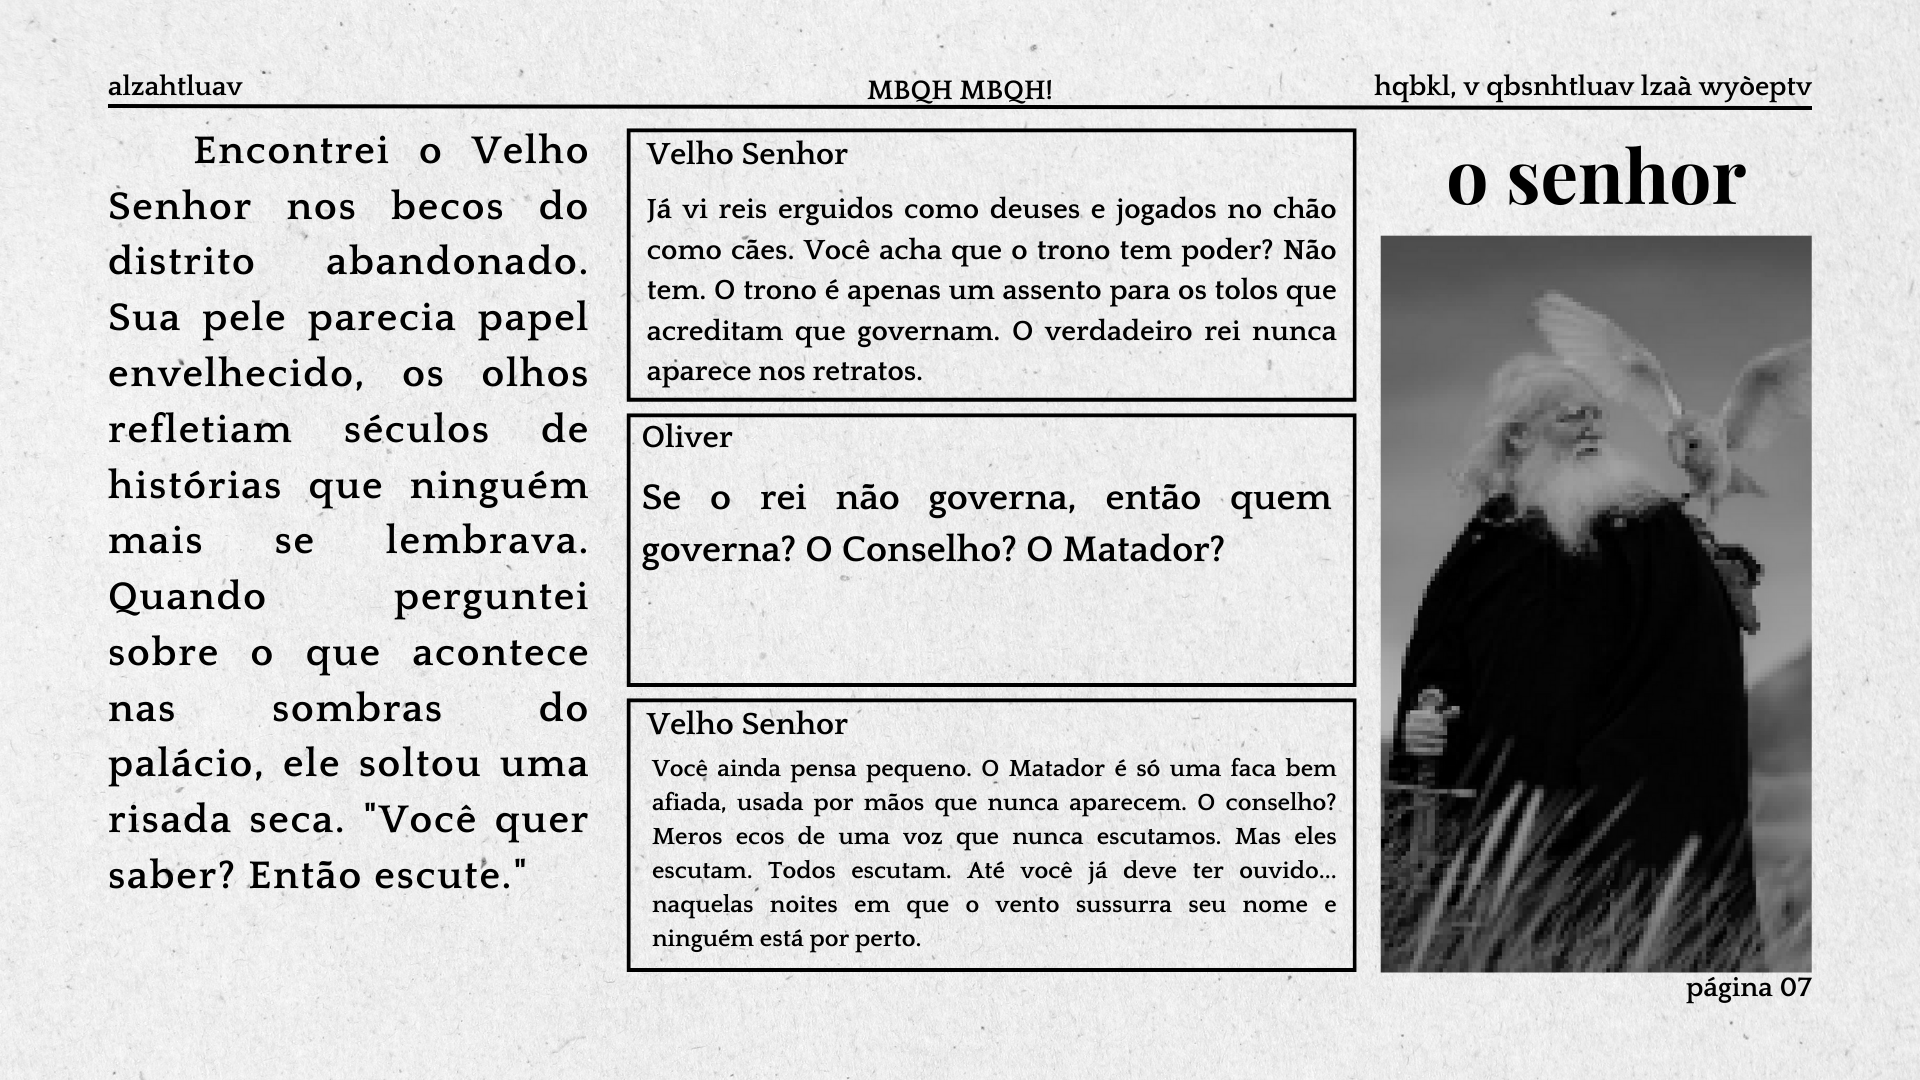 alzahtluav
MBQH MBQH!
hqbkl, v qbsnhtluav lzaà wyòeptv
Encontrei o Velho
Senhor nos becos do
distrito abandonado.
Sua pele parecia papel
envelhecido, os olhos
refletiam séculos de
histórias que ninguém
mais se lembrava.
Quando perguntei
sobre o que acontece
nas sombras do
palácio, ele soltou uma
risada seca. "Você quer
saber? Então escute."
Velho Senhor
Já vi reis erguidos como deuses e jogados no chão
como cães. Você acha que o trono tem poder? Não
tem. O trono é apenas um assento para os tolos que
acreditam que governam. O verdadeiro rei nunca
aparece nos retratos.
Oliver
Se o rei não governa, então quem
governa? O Conselho? O Matador?
Velho Senhor
Você ainda pensa pequeno. O Matador é só uma faca bem
afiada, usada por mãos que nunca aparecem. O conselho?
Meros ecos de uma voz que nunca escutamos. Mas eles
escutam. Todos escutam. Até você já deve ter ouvido...
naquelas noites em que o vento sussurra seu nome e
ninguém está por perto.
o senhor
página 07